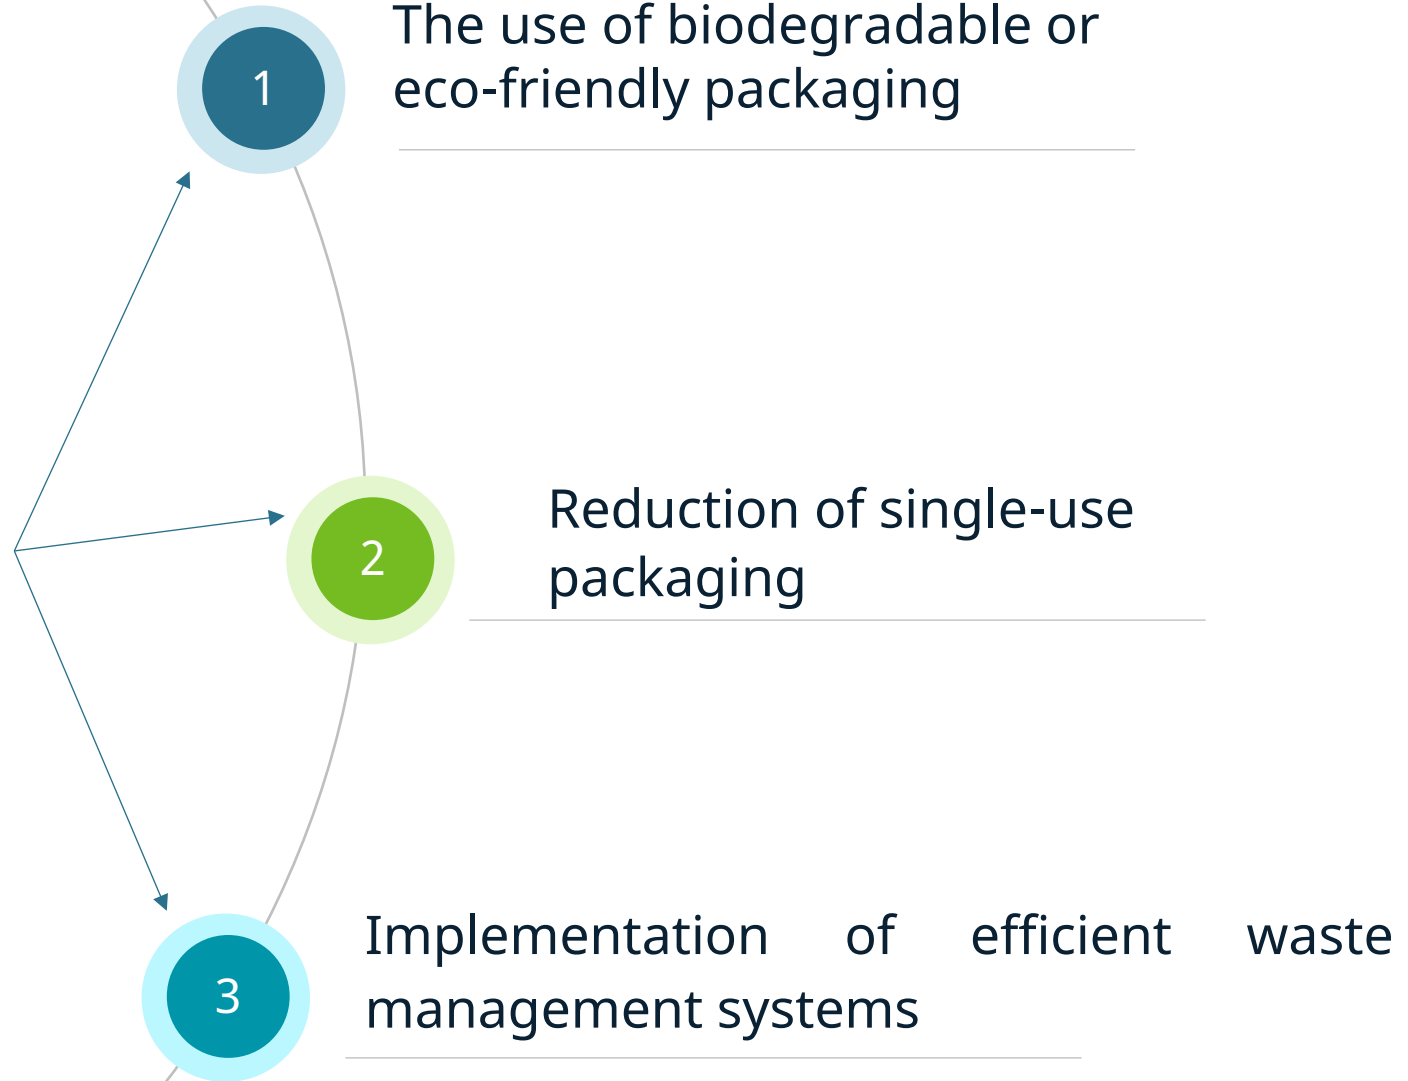 1
The use of biodegradable or
eco-friendly packaging
2
Reduction of single-use
packaging
3
Implementation of efficient waste
management systems